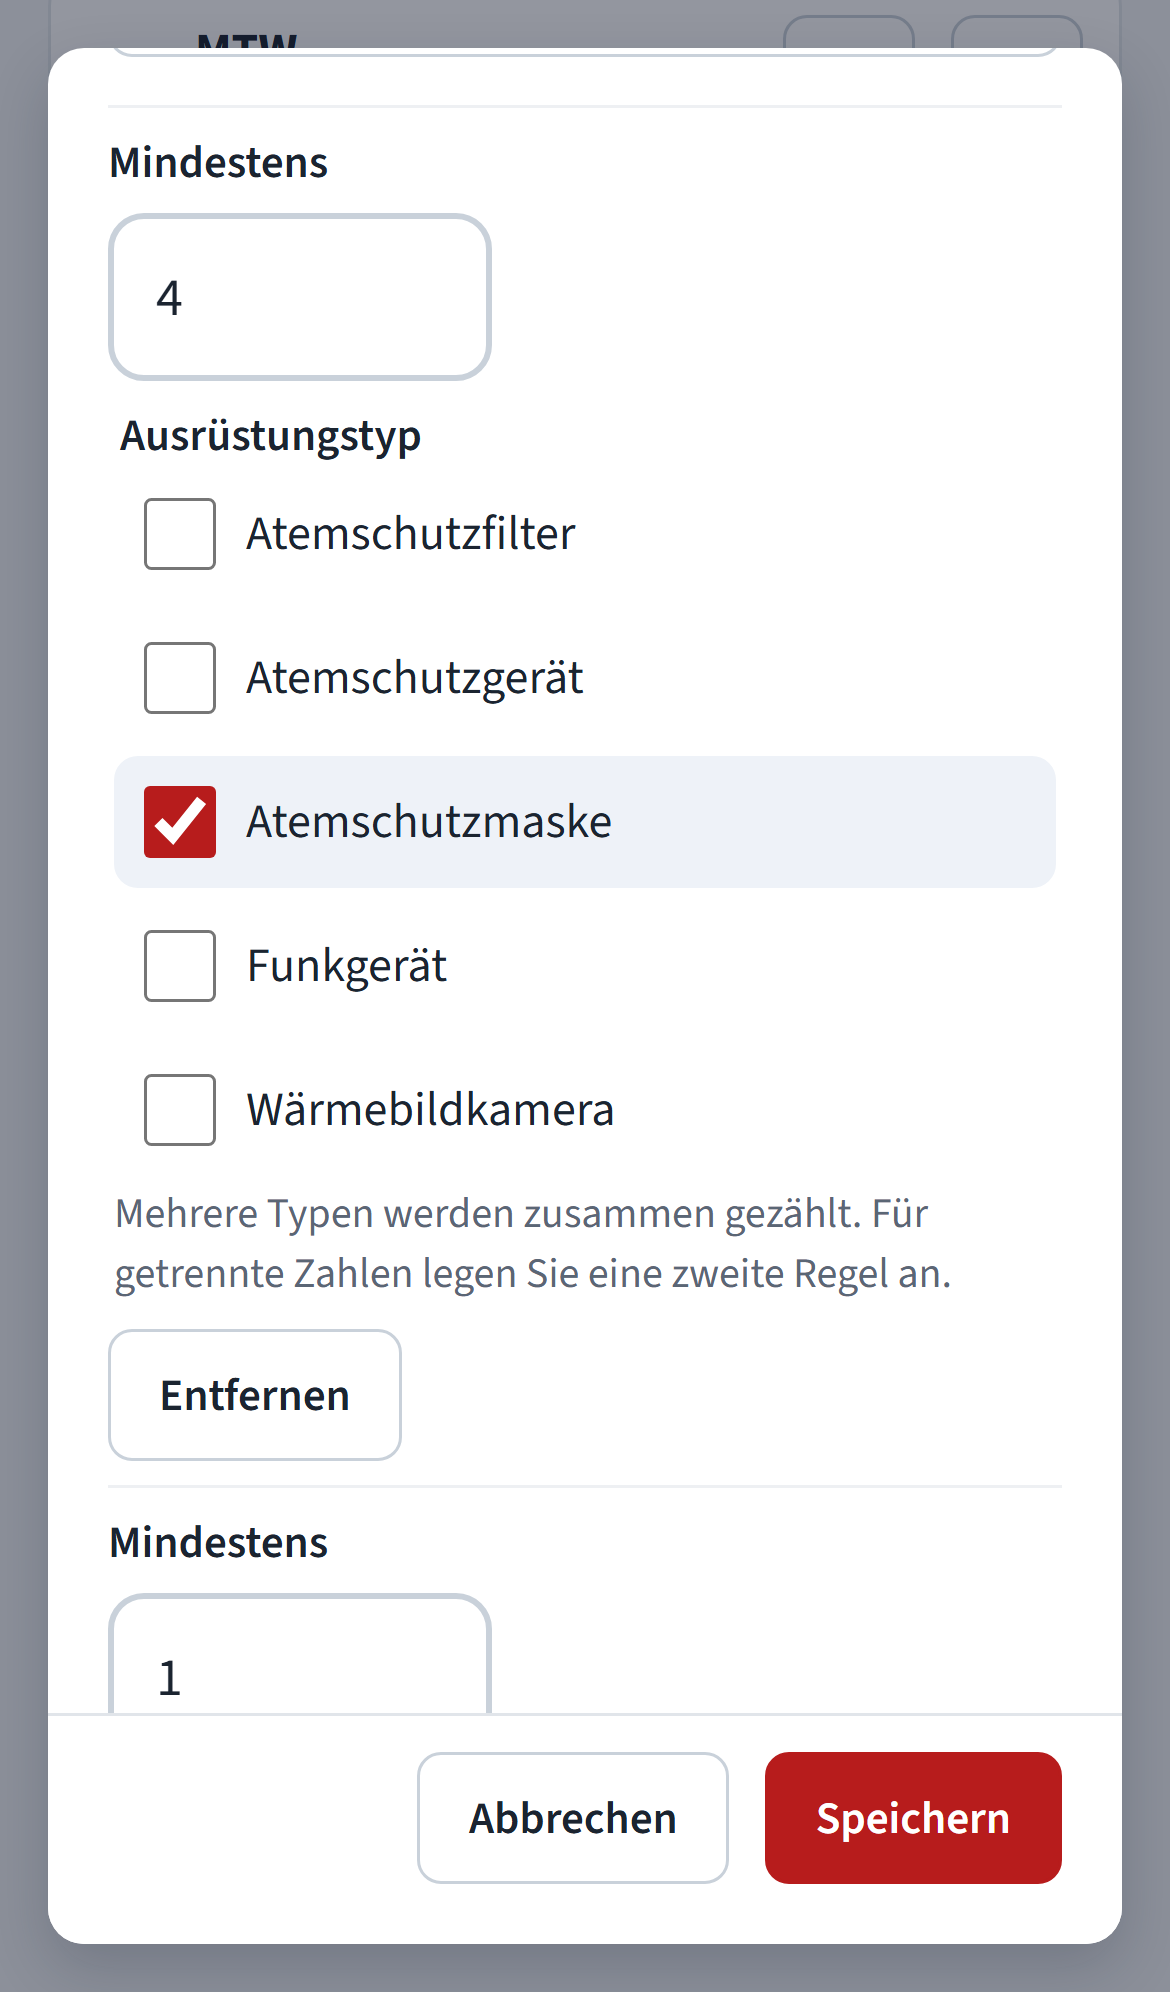 MTW
Mindestens
4
Ausrüstungstyp
Atemschutzfilter
Atemschutzgerät
Atemschutzmaske
Funkgerät
Wärmebildkamera
Mehrere Typen werden zusammen gezählt. Für
getrennte Zahlen legen Sie eine zweite Regel an.
Entfernen
Mindestens
1
Abbrechen
Speichern